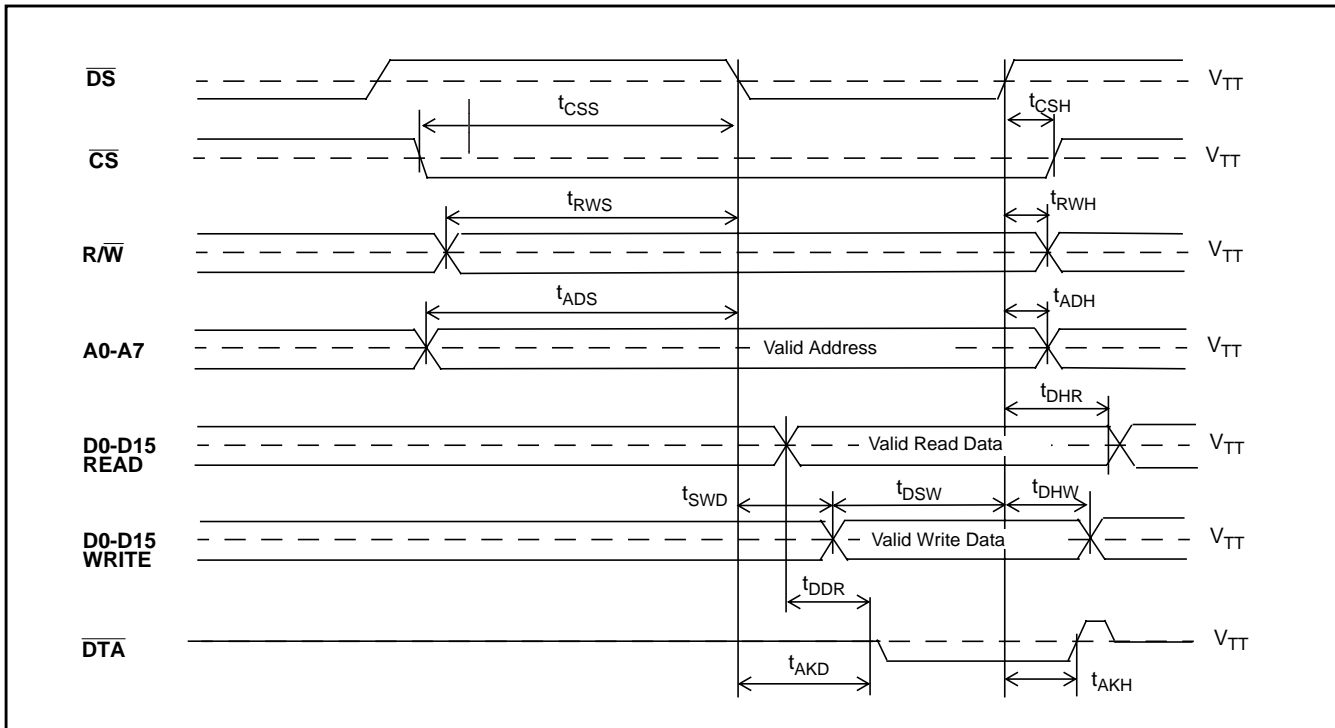 DS
VTT
tCSS
tCSH
CS
VTT
tRWS
tRWH
R/W
VTT
tADS
tADH
A0-A7
Valid Address
VTT
tDHR
D0-D15
READ
Valid Read Data
VTT
tSWD
tDSW
tDHW
D0-D15
WRITE
Valid Write Data
VTT
tDDR
DTA
VTT
tAKD
tAKH